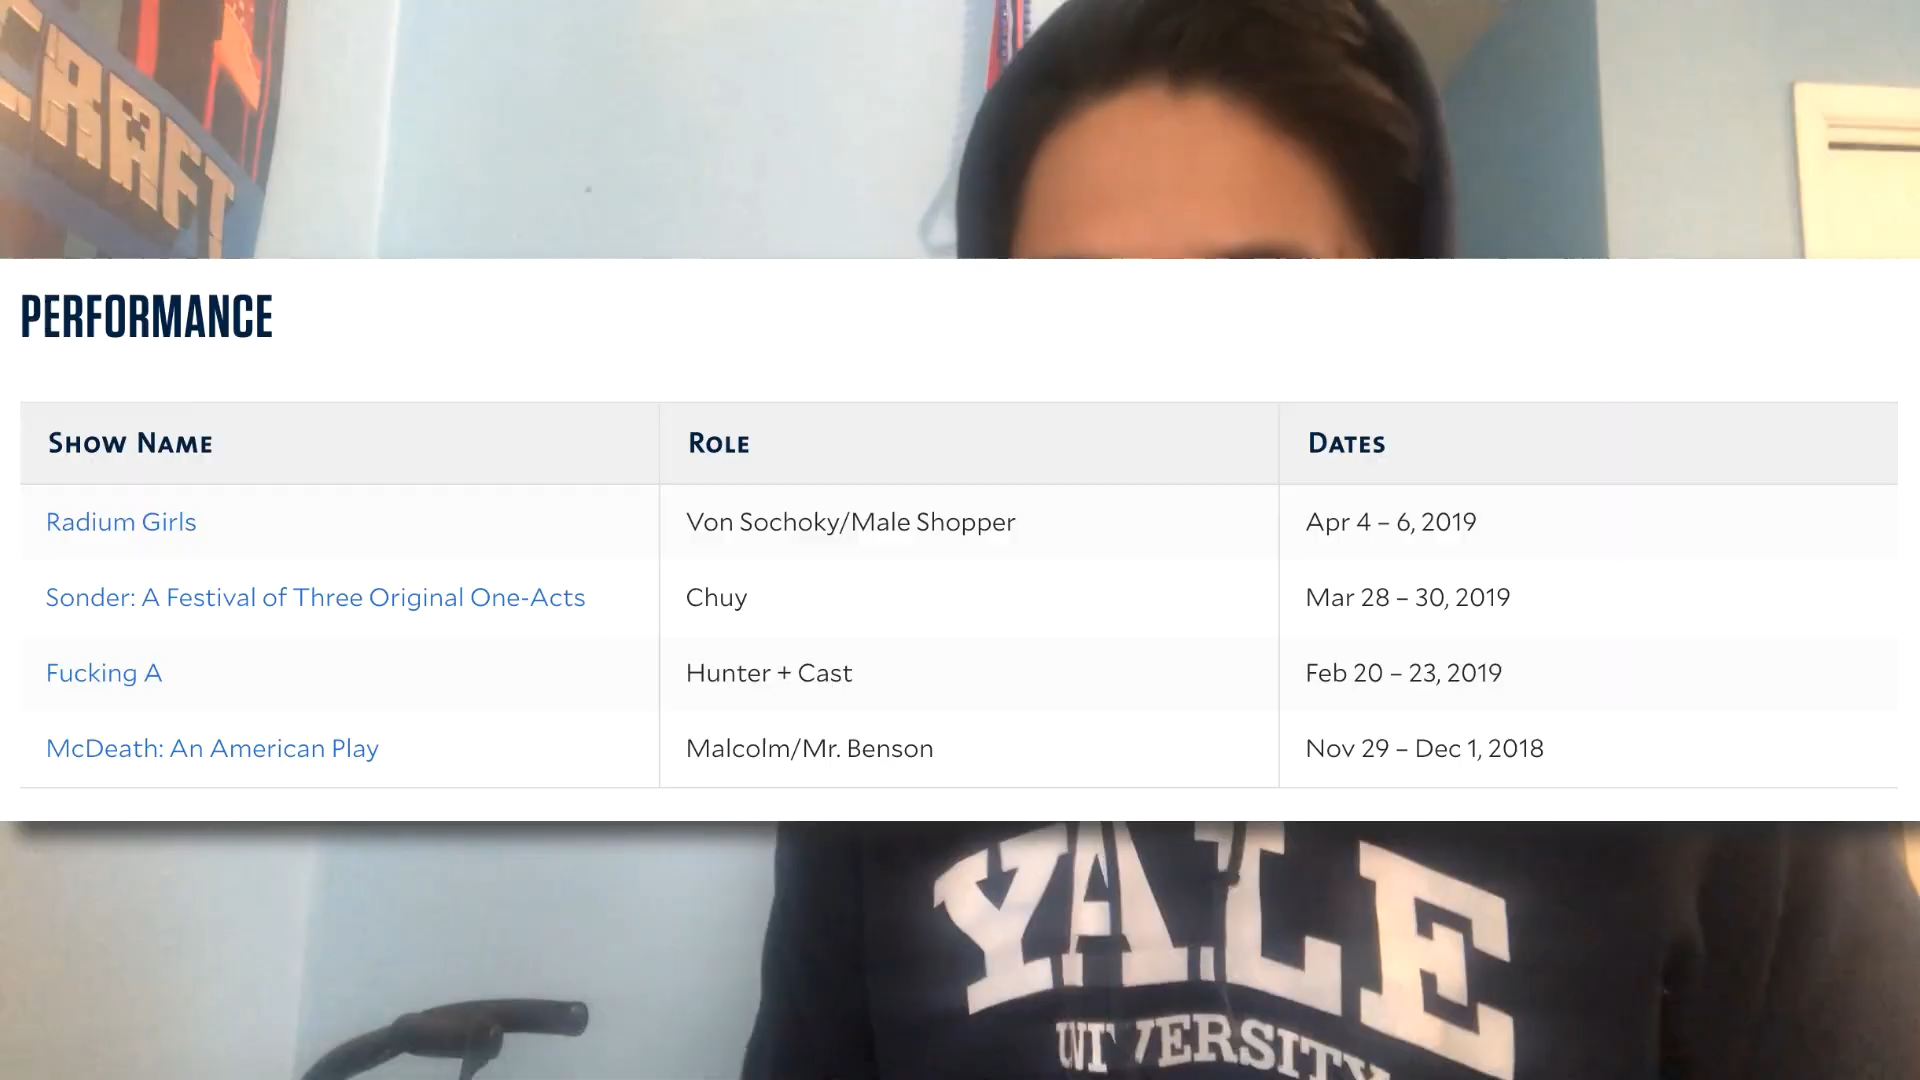 CRAFT
PERFORMANCE
Show Name Role Dates
Radium Girls Von Sochoky/Male Shopper Apr 4 – 6, 2019
Sonder: A Festival of Three Original One-Acts Chuy Mar 28 – 30, 2019
Fucking A Hunter + Cast Feb 20 – 23, 2019
McDeath: An American Play Malcolm/Mr. Benson Nov 29 – Dec 1, 2018
YALE
UNIVERSITY